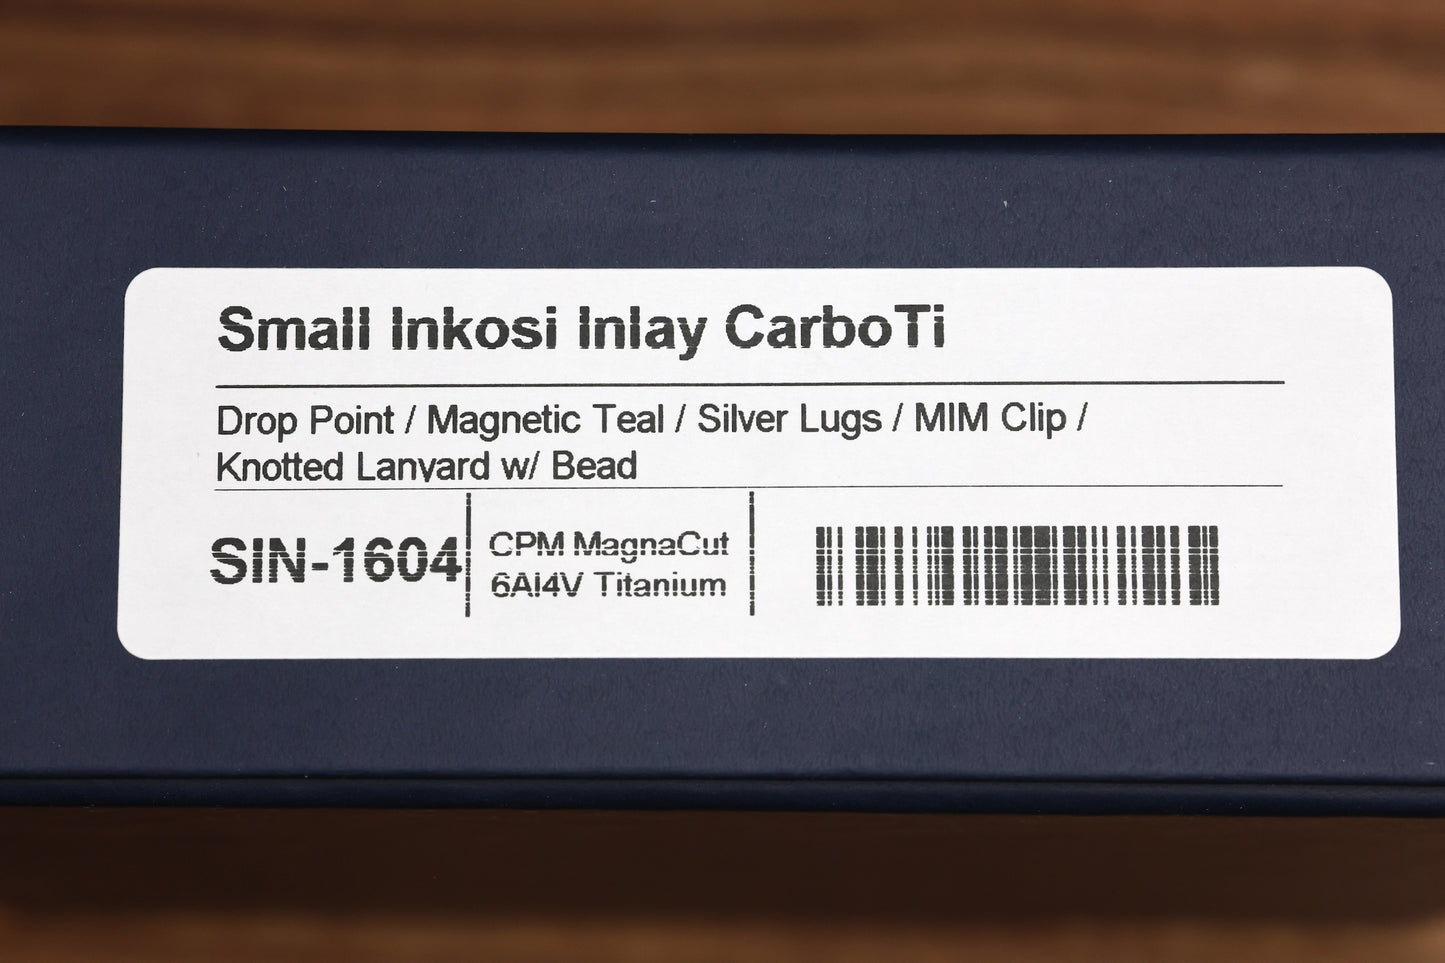 Small Inkosi Inlay CarboTi
Drop Point / Magnetic Teal / Silver Lugs / MIM Clip /
Knotted Lanyard w/ Bead
SIN-1604
CPM MagnaCut
6Al4V Titanium